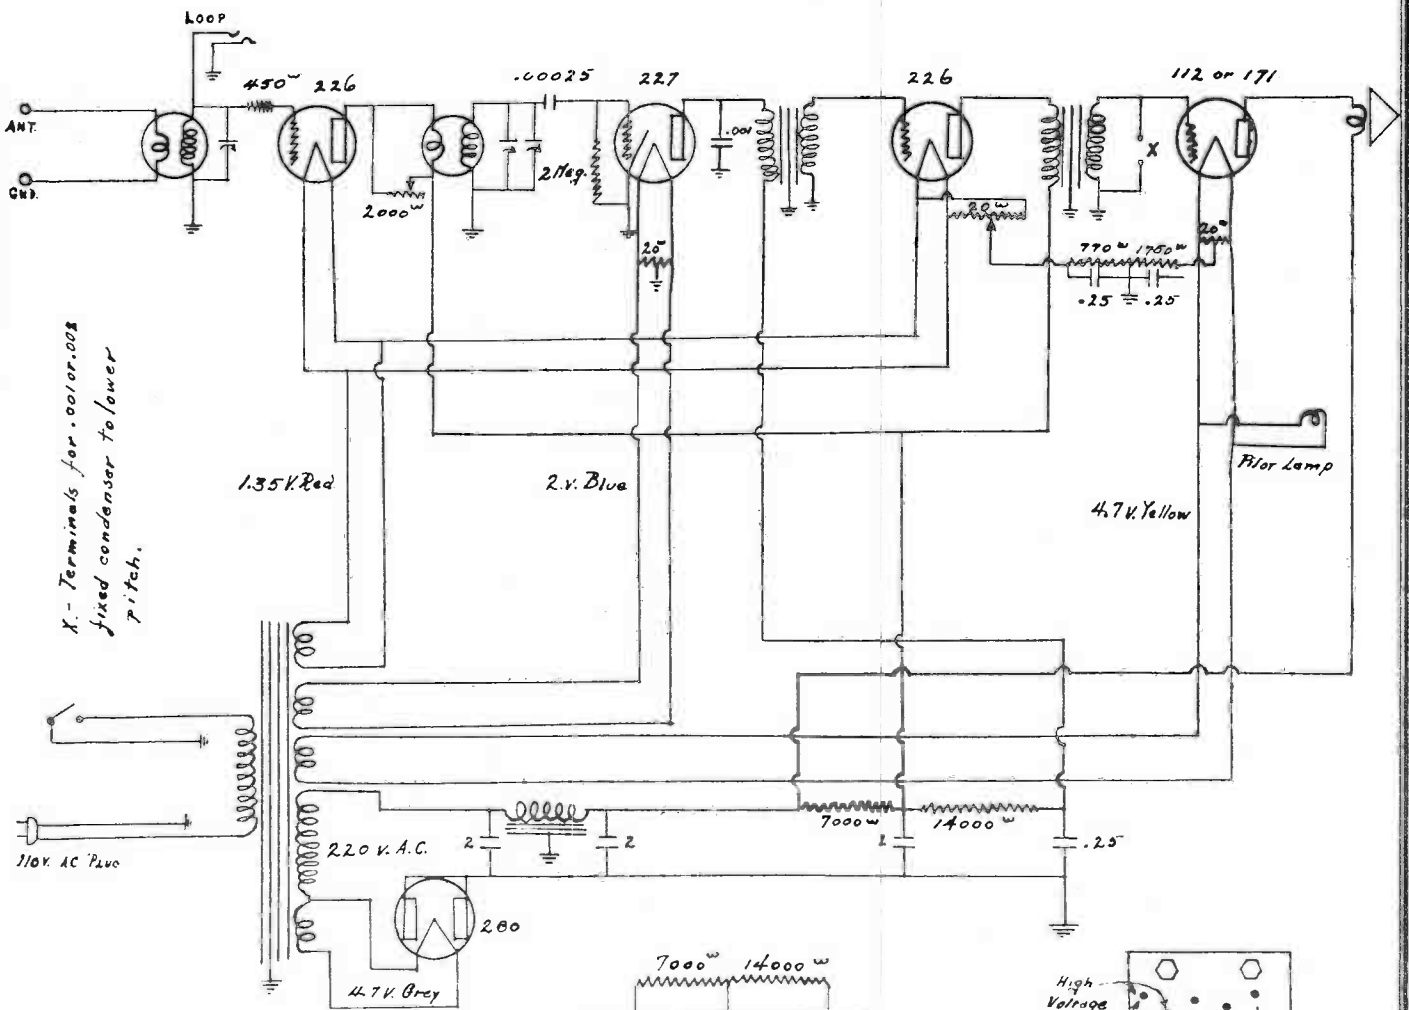 LOOP
ANT.
GND.
450ω
226
.00025
227
226
112 or 171
2000ω
2 Meg.
.001
20ω
X
20ω
20ω
770ω
1750ω
.25
.25
X - Terminals for .001 or .002
fixed condenser to lower
pitch.
1.35 V. Red
2. v. Blue
4.7 V. Yellow
Pilot Lamp
110V. AC PLUG
220 V. A.C.
2
2
7000ω
14000ω
1
.25
280
4.7 V. Grey
7000ω
14000ω
High
Voltage